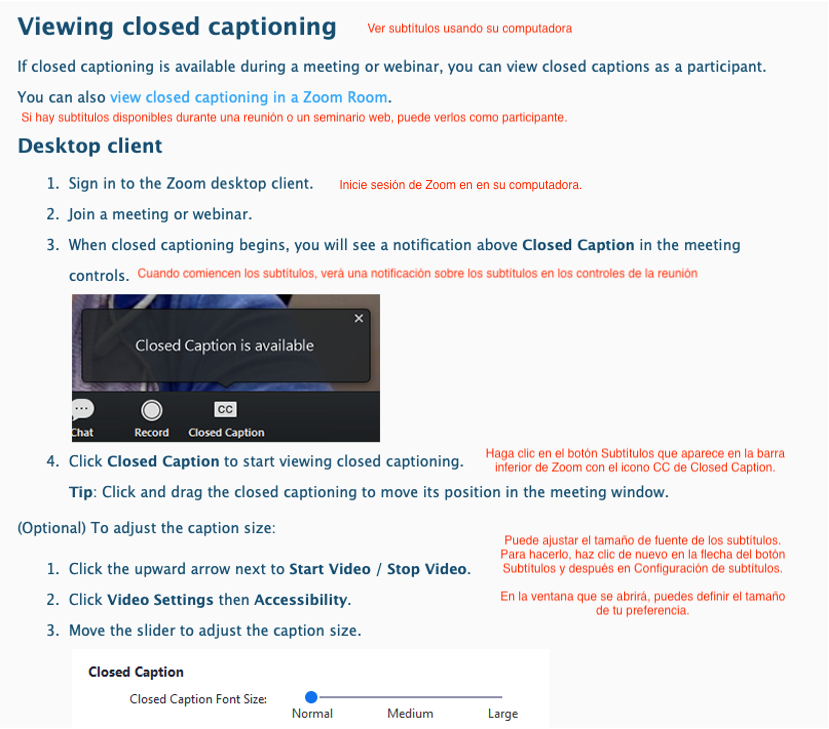 Viewing closed captioning Ver subtítulos usando su computadora
If closed captioning is available during a meeting or webinar, you can view closed captions as a participant.
You can also view closed captioning in a Zoom Room.
Si hay subtítulos disponibles durante una reunión o un seminario web, puede verlos como participante.
Desktop client
1. Sign in to the Zoom desktop client. Inicie sesión de Zoom en en su computadora.
2. Join a meeting or webinar.
3. When closed captioning begins, you will see a notification above Closed Caption in the meeting
controls. Cuando comiencen los subtítulos, verá una notificación sobre los subtítulos en los controles de la reunión
Closed Caption is available
CC
Chat Record Closed Caption
4. Click Closed Caption to start viewing closed captioning.
Haga clic en el botón Subtítulos que aparece en la barra
inferior de Zoom con el icono CC de Closed Caption.
Tip: Click and drag the closed captioning to move its position in the meeting window.
(Optional) To adjust the caption size:
Puede ajustar el tamaño de fuente de los subtítulos.
Para hacerlo, haz clic de nuevo en la flecha del botón
Subtítulos y después en Configuración de subtítulos.
1. Click the upward arrow next to Start Video / Stop Video.
2. Click Video Settings then Accessibility.
En la ventana que se abrirá, puedes definir el tamaño
de tu preferencia.
3. Move the slider to adjust the caption size.
Closed Caption
Closed Caption Font Size:
Normal Medium Large